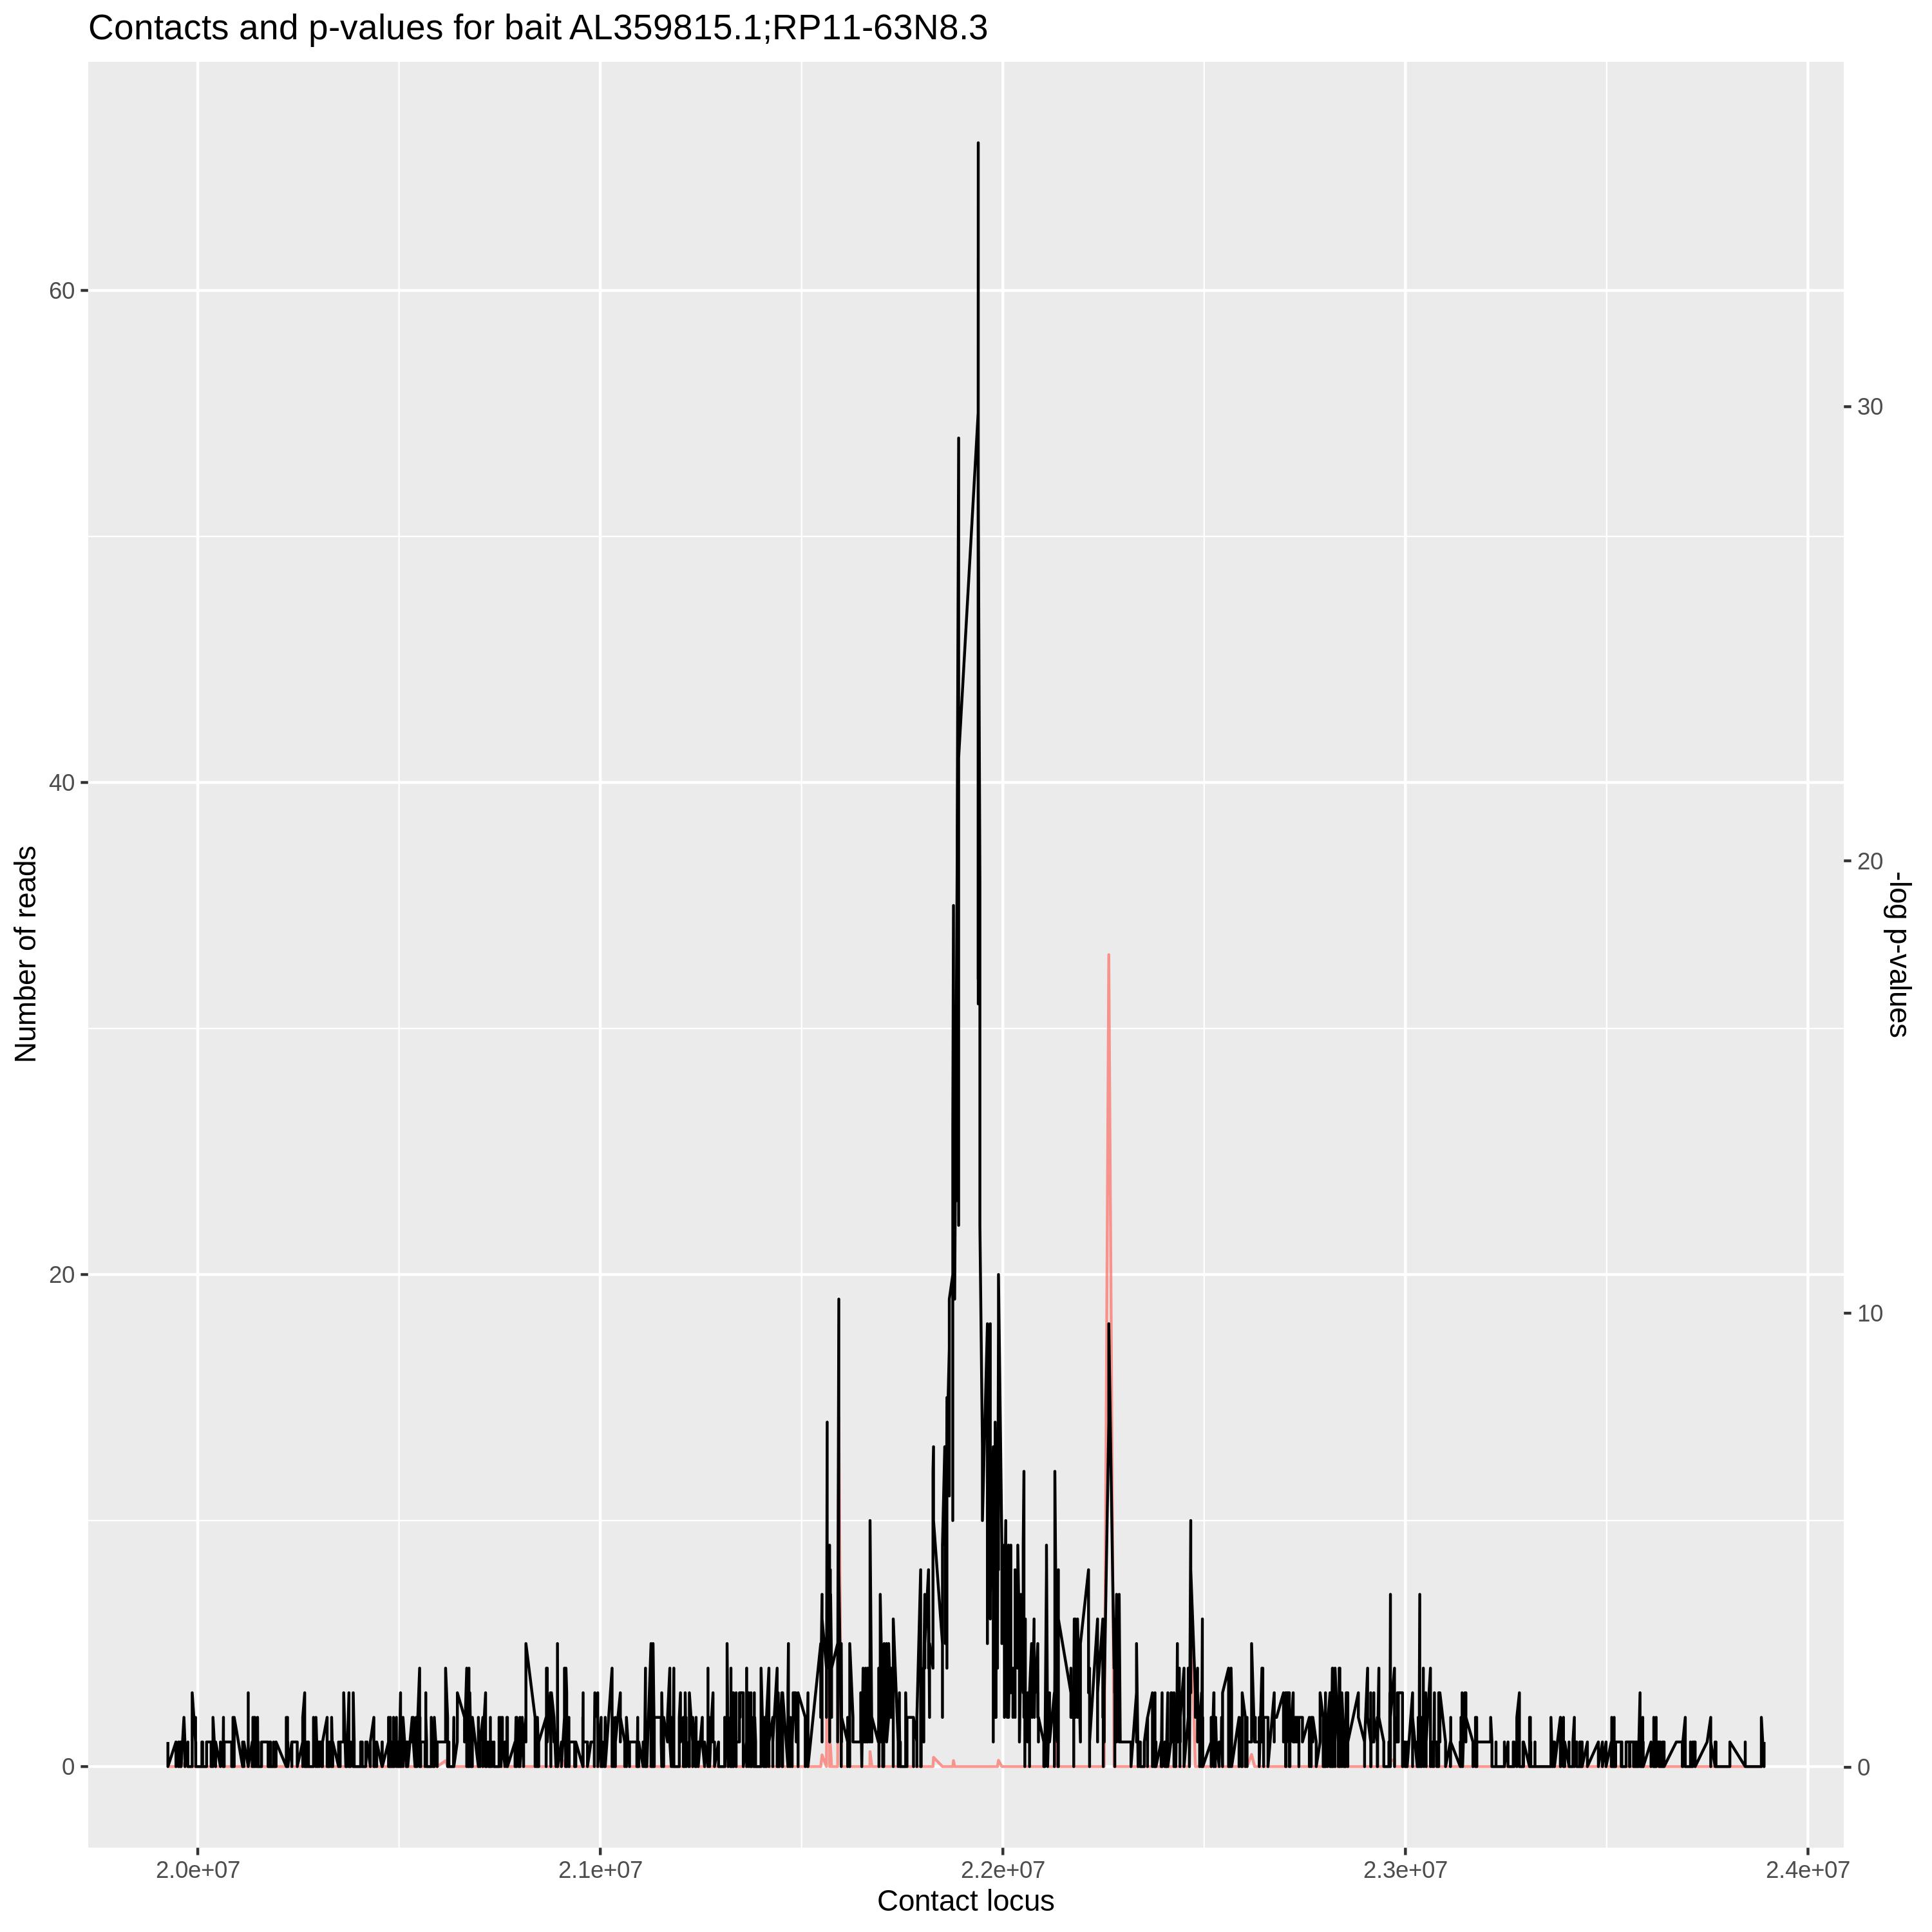 Contacts and p-values for bait AL359815.1;RP11-63N8.3
60
40
20
0
Number of reads
30
20
10
0
-log p-values
2.0e+07
2.1e+07
2.2e+07
2.3e+07
2.4e+07
Contact locus